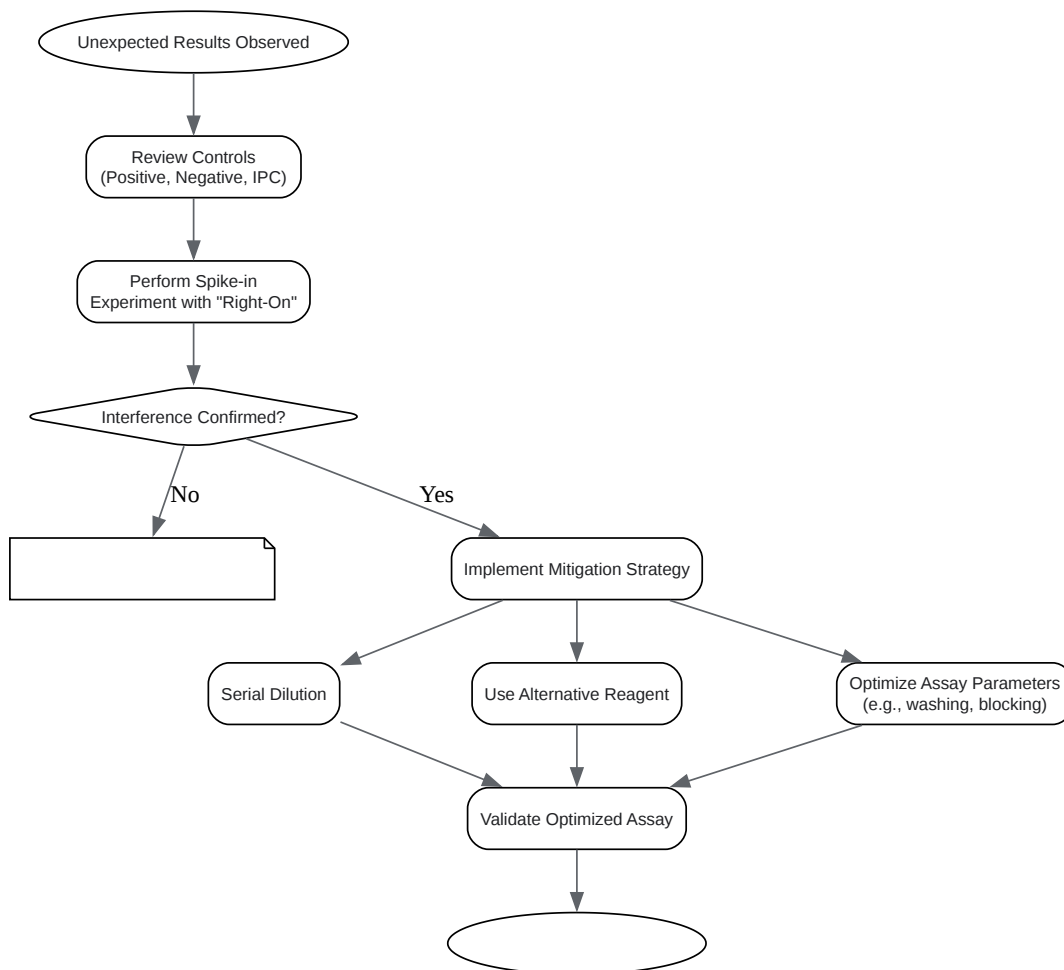 Unexpected Results Observed
Review Controls
(Positive, Negative, IPC)
Perform Spike-in
Experiment with "Right-On"
Interference Confirmed?
No
Yes
Implement Mitigation Strategy
Serial Dilution
Use Alternative Reagent
Optimize Assay Parameters
(e.g., washing, blocking)
Validate Optimized Assay